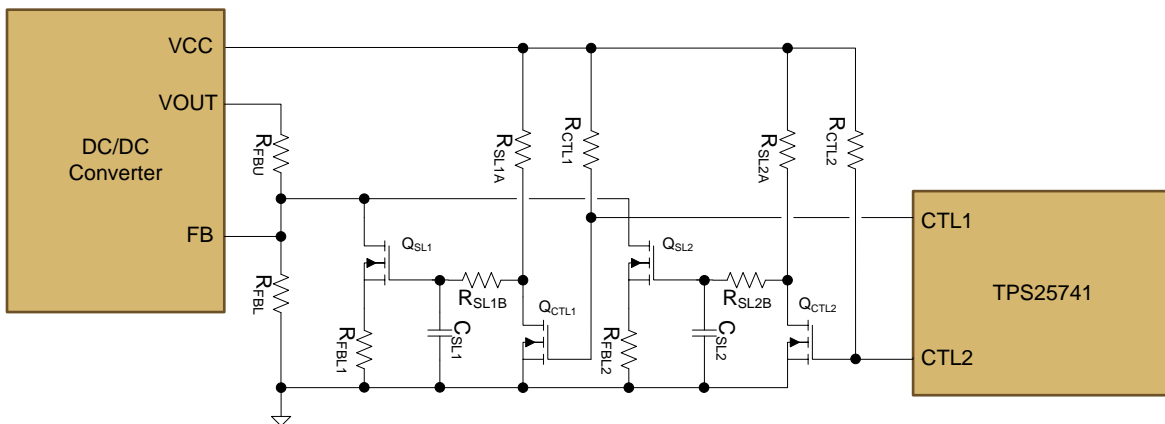 VCC
VOUT
DC/DC
Converter
FB
RFBU
RFBL
QSL1
RFBL1
CSL1
RSL1B
RSL1A
RCTL1
QCTL1
QSL2
RFBL2
CSL2
RSL2B
RSL2A
RCTL2
QCTL2
CTL1
TPS25741
CTL2